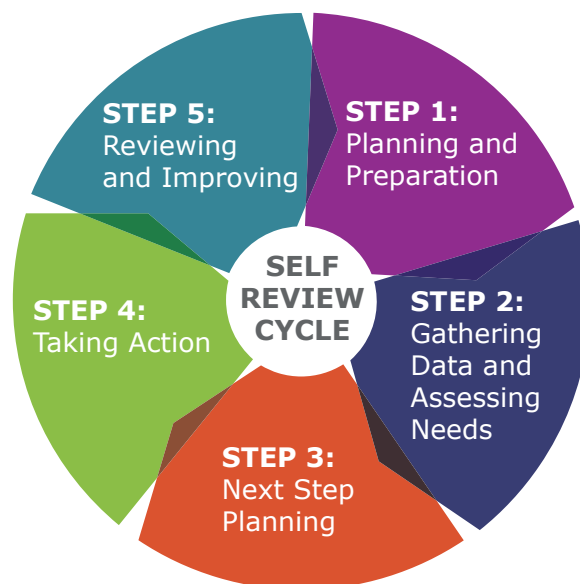 STEP 1:
Planning and
Preparation
STEP 2:
Gathering
Data and
Assessing
Needs
STEP 3:
Next Step
Planning
STEP 4:
Taking Action
STEP 5:
Reviewing
and Improving
SELF
REVIEW
CYCLE